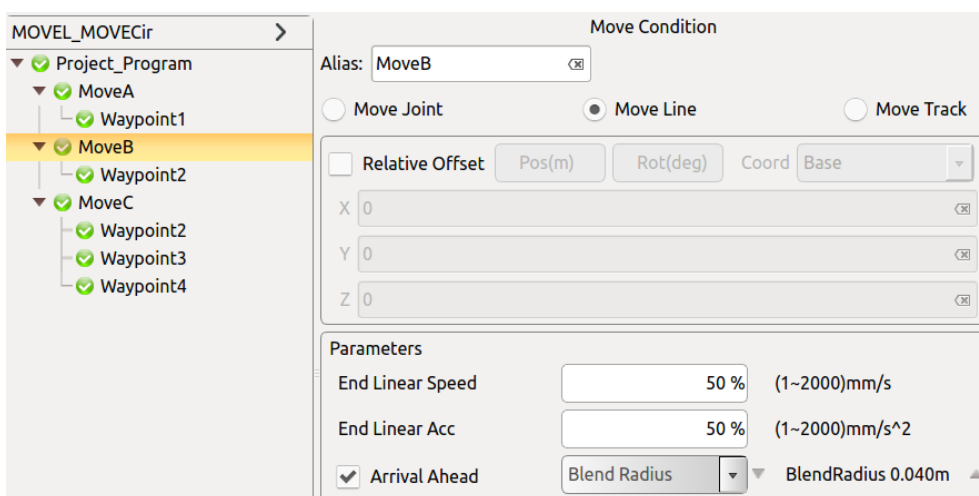 MOVEL_MOVECir
Project_Program
MoveA
Waypoint1
MoveB
Waypoint2
MoveC
Waypoint2
Waypoint3
Waypoint4
Move Condition
Alias: MoveB
Move Joint Move Line Move Track
Relative Offset Pos(m) Rot(deg) Coord Base
X 0
Y 0
Z 0
Parameters
End Linear Speed 50 % (1~2000)mm/s
End Linear Acc 50 % (1~2000)mm/s^2
Arrival Ahead Blend Radius BlendRadius 0.040m